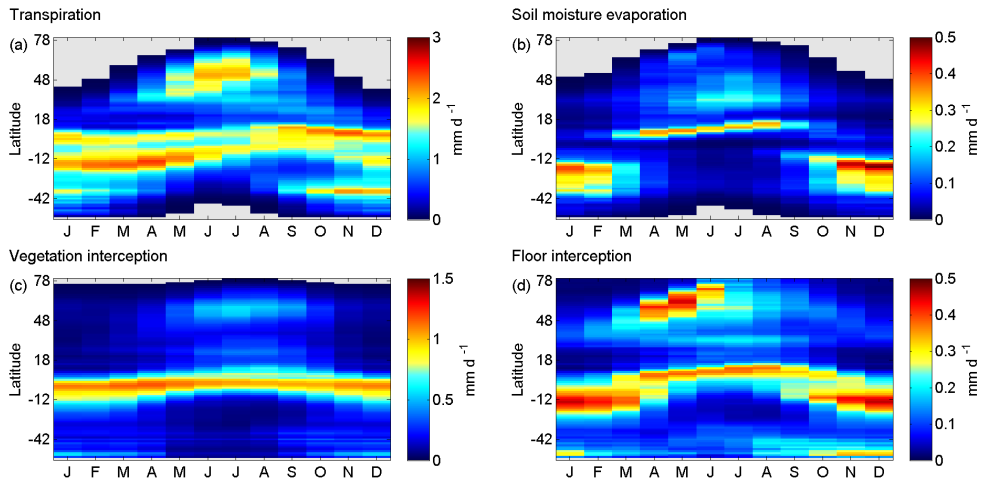 Transpiration
Soil moisture evaporation
(a)
78
48
18
-12
-42
Latitude
J F M A M J J A S O N D
3
2
1
0
mm d -1
(b)
78
48
18
-12
-42
Latitude
J F M A M J J A S O N D
0.5
0.4
0.3
0.2
0.1
0
mm d -1
Vegetation interception
Floor interception
(c)
78
48
18
-12
-42
Latitude
J F M A M J J A S O N D
1.5
1
0.5
0
mm d -1
(d)
78
48
18
-12
-42
Latitude
J F M A M J J A S O N D
0.5
0.4
0.3
0.2
0.1
0
mm d -1